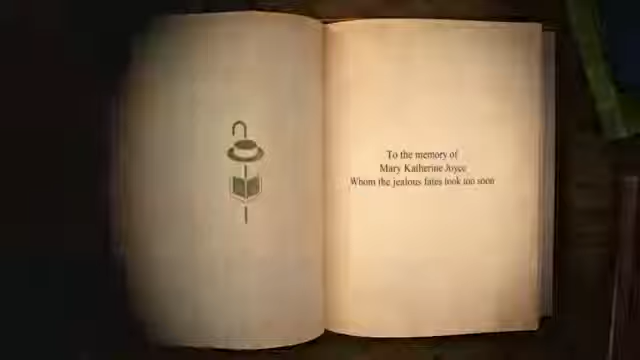 To the memory of
Mary Katherine Joyce
Whom the jealous fates took too soon